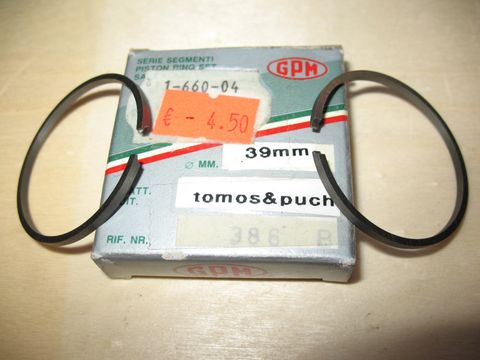 SERIE SEGMENTI
PISTON RING SET
GPM
1-660-04
€ - 4.50
Ø MM.
39mm
tomos&puch
RIF. NR.
386 B
GPM